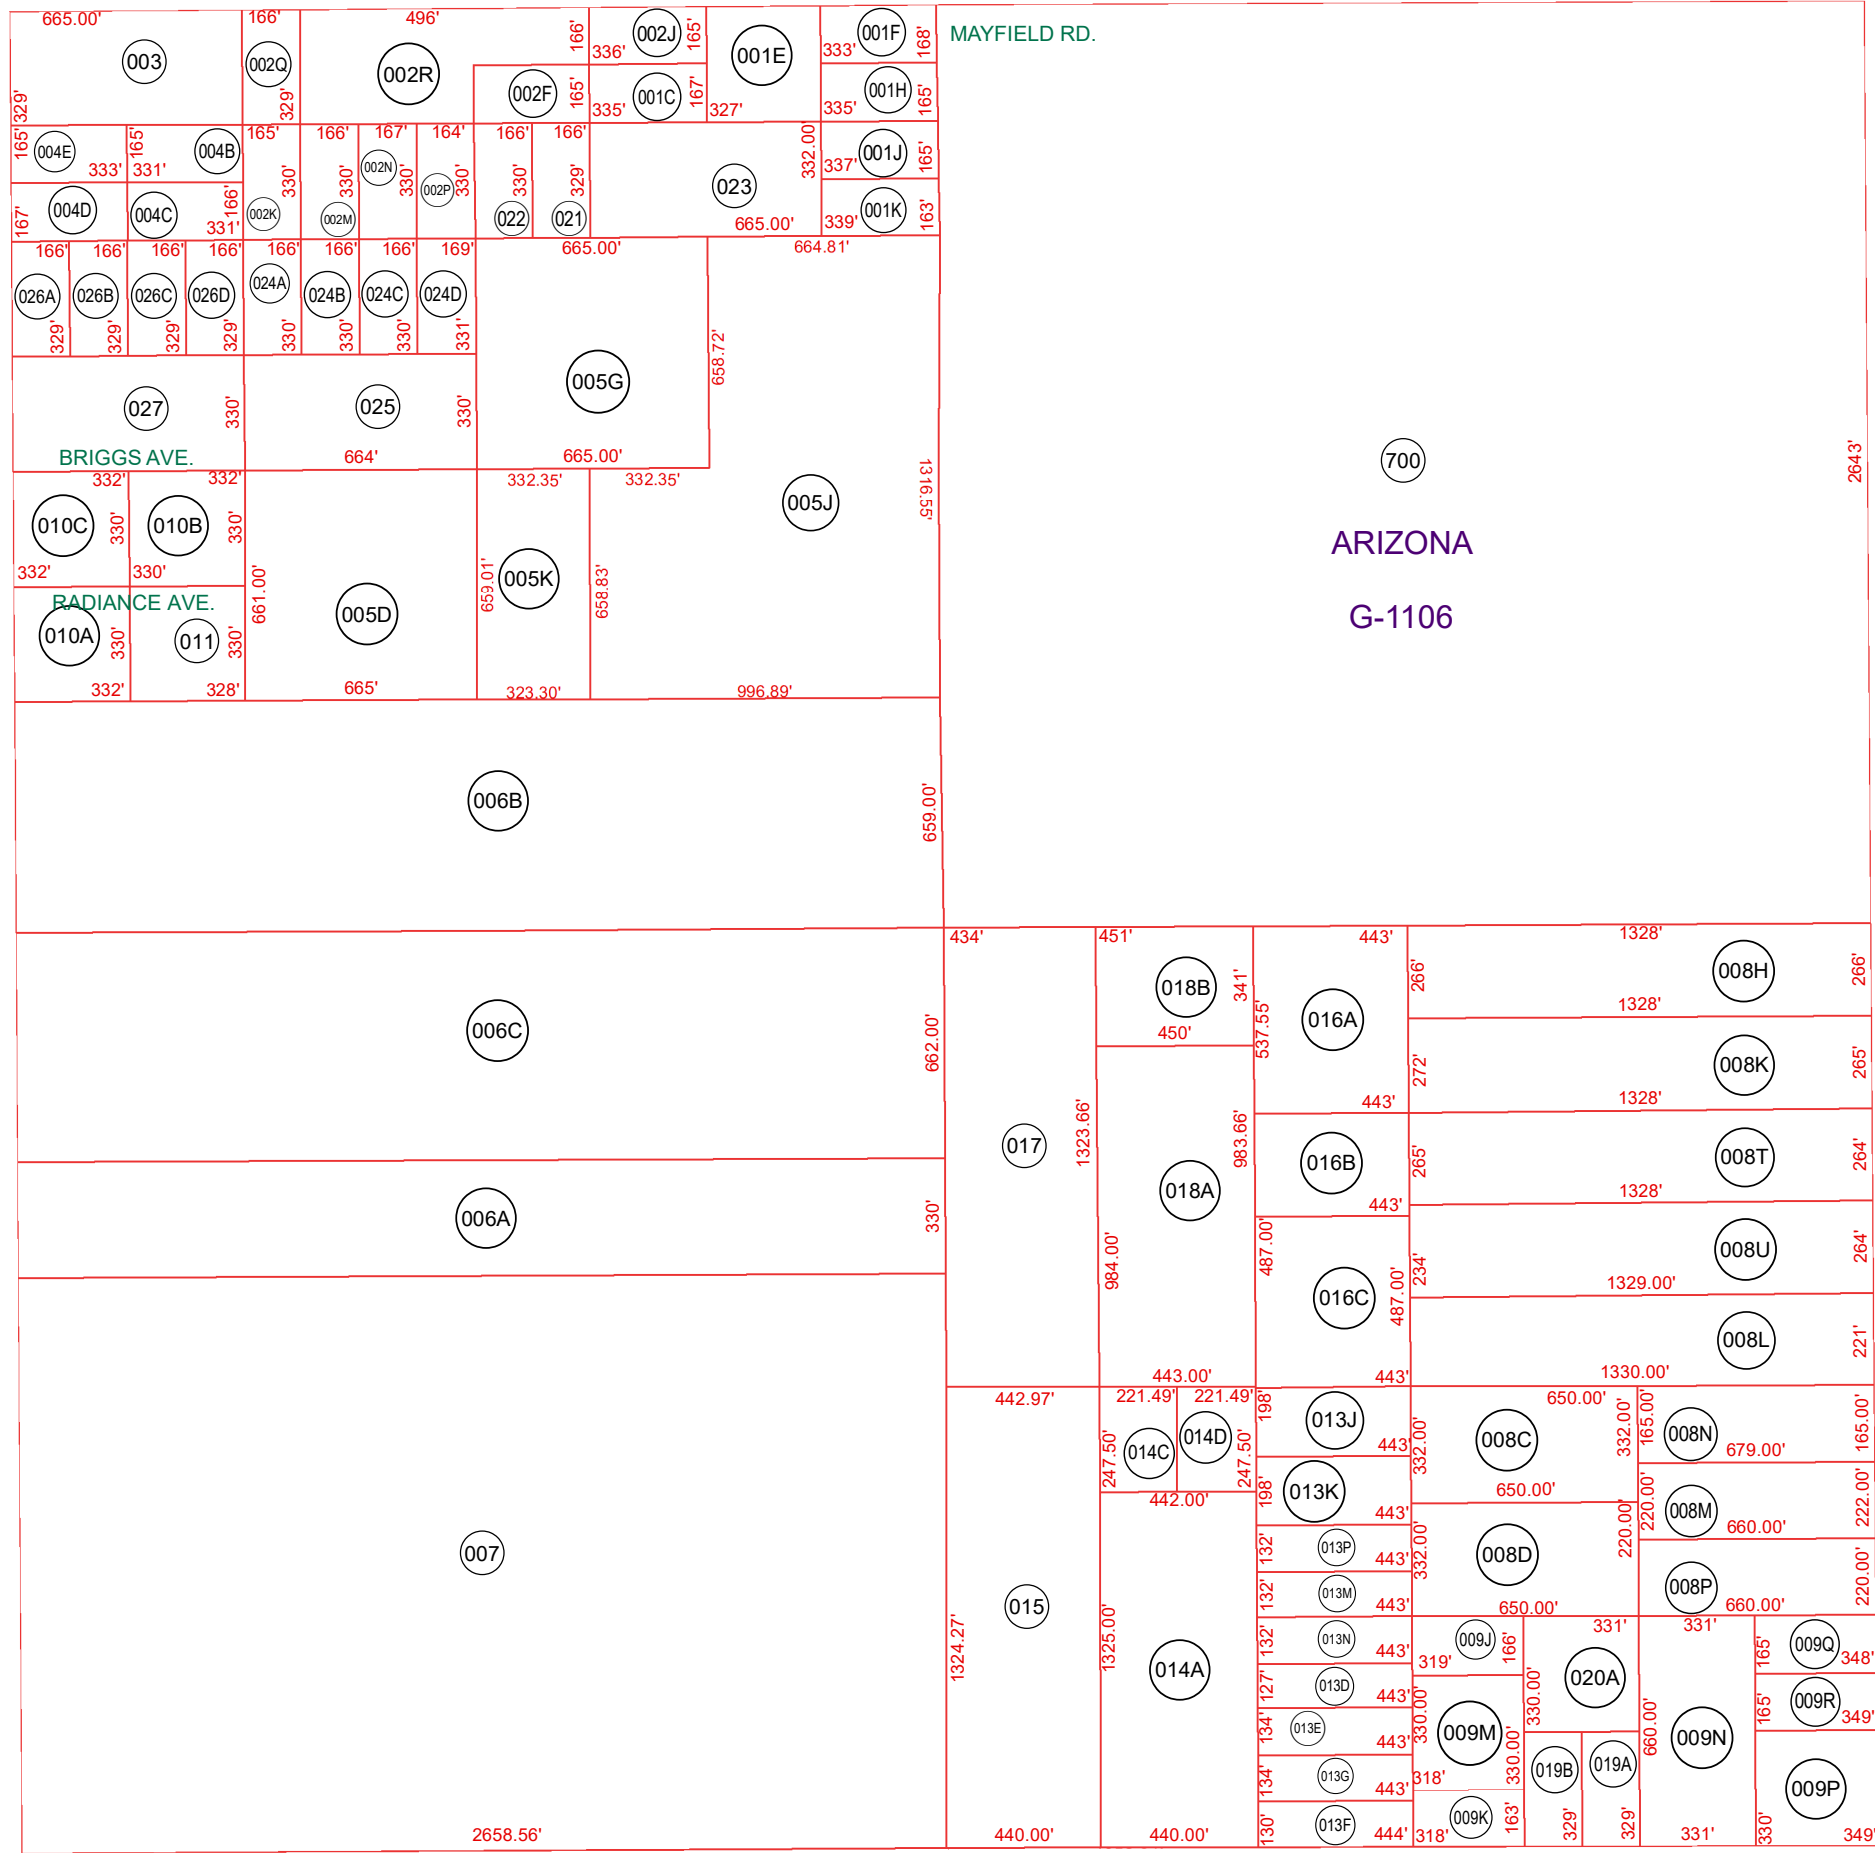 665.00'
166'
496'
166'
336'
002J
165'
001E
333'
001F
168'
MAYFIELD RD.
003
002Q
002R
329'
329'
002F
165'
335'
001C
167'
327'
335'
001H
165'
165'
004E
333'
165'
331'
004B
165'
330'
166'
330'
167'
002N
330'
164'
002P
330'
166'
330'
166'
329'
023
332.00'
337'
001J
165'
167'
004D
004C
166'
331'
002K
002M
022
021
665.00'
339'
001K
163'
166'
166'
166'
166'
166'
166'
166'
169'
665.00'
664.81'
026A
026B
026C
026D
024A
024B
024C
024D
329'
329'
329'
329'
330'
330'
330'
331'
658.72'
005G
027
330'
025
330'
BRIGGS AVE.
664'
665.00'
700
2643'
332'
332'
332.35'
332.35'
1316.55'
005J
010C
330'
010B
330'
332'
330'
ARIZONA
661.00'
659.01'
005K
658.83'
RADIANCE AVE.
005D
G-1106
010A
330'
011
330'
332'
328'
665'
323.30'
996.89'
006B
659.00'
434'
451'
443'
1328'
018B
341'
266'
008H
266'
450'
537.55'
016A
1328'
006C
662.00'
272'
008K
265'
443'
1328'
017
1323.66'
983.66'
016B
265'
008T
264'
018A
443'
1328'
006A
330'
984.00'
487.00'
234'
008U
264'
1329.00'
016C
487.00'
008L
221'
443.00'
443'
1330.00'
442.97'
221.49'
221.49'
198'
013J
443'
650.00'
014C
014D
247.50'
247.50'
332.00'
008C
332.00'
165.00'
008N
165.00'
679.00'
442.00'
198'
013K
443'
650.00'
220.00'
008M
222.00'
660.00'
007
132'
013P
443'
332.00'
008D
220.00'
132'
013M
443'
650.00'
008P
220.00'
660.00'
015
1324.27'
1325.00'
014A
132'
013N
443'
009J
166'
319'
331'
331'
165'
009Q
348'
127'
013D
443'
330.00'
020A
165'
009R
349'
134'
013E
443'
330.00'
009M
330.00'
660.00'
009N
134'
013G
443'
318'
019B
019A
009P
130'
013F
444'
318'
009K
163'
329'
329'
331'
330'
349'
2658.56'
440.00'
440.00'